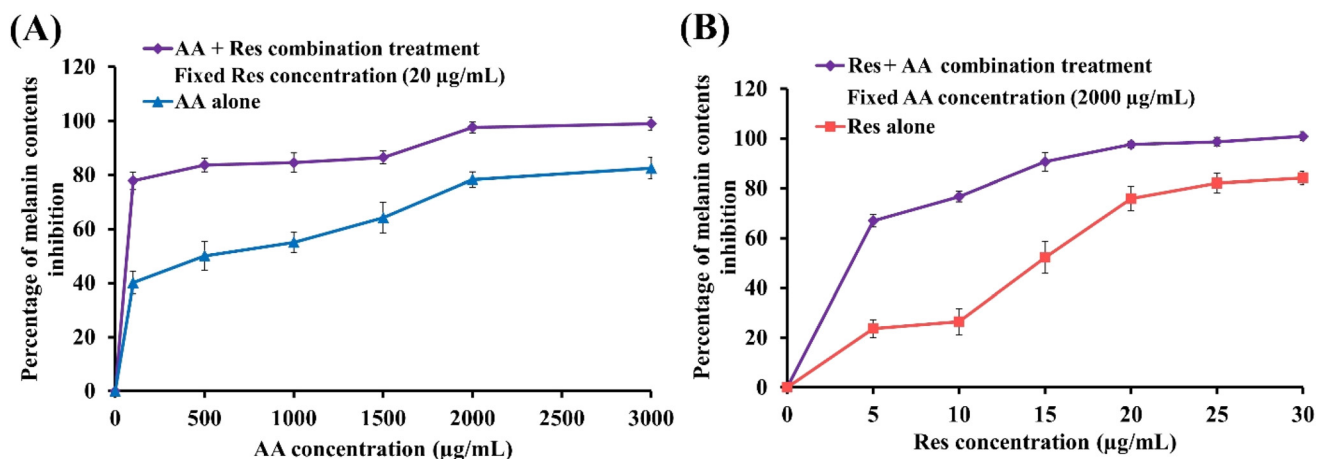 (A)
AA + Res combination treatment
Fixed Res concentration (20 µg/mL)
AA alone
Percentage of melanin contents
inhibition
120
100
80
60
40
20
0
0 500 1000 1500 2000 2500 3000
AA concentration (µg/mL)
(B)
Res + AA combination treatment
Fixed AA concentration (2000 µg/mL)
Res alone
Percentage of melanin contents
inhibition
120
100
80
60
40
20
0
0 5 10 15 20 25 30
Res concentration (µg/mL)